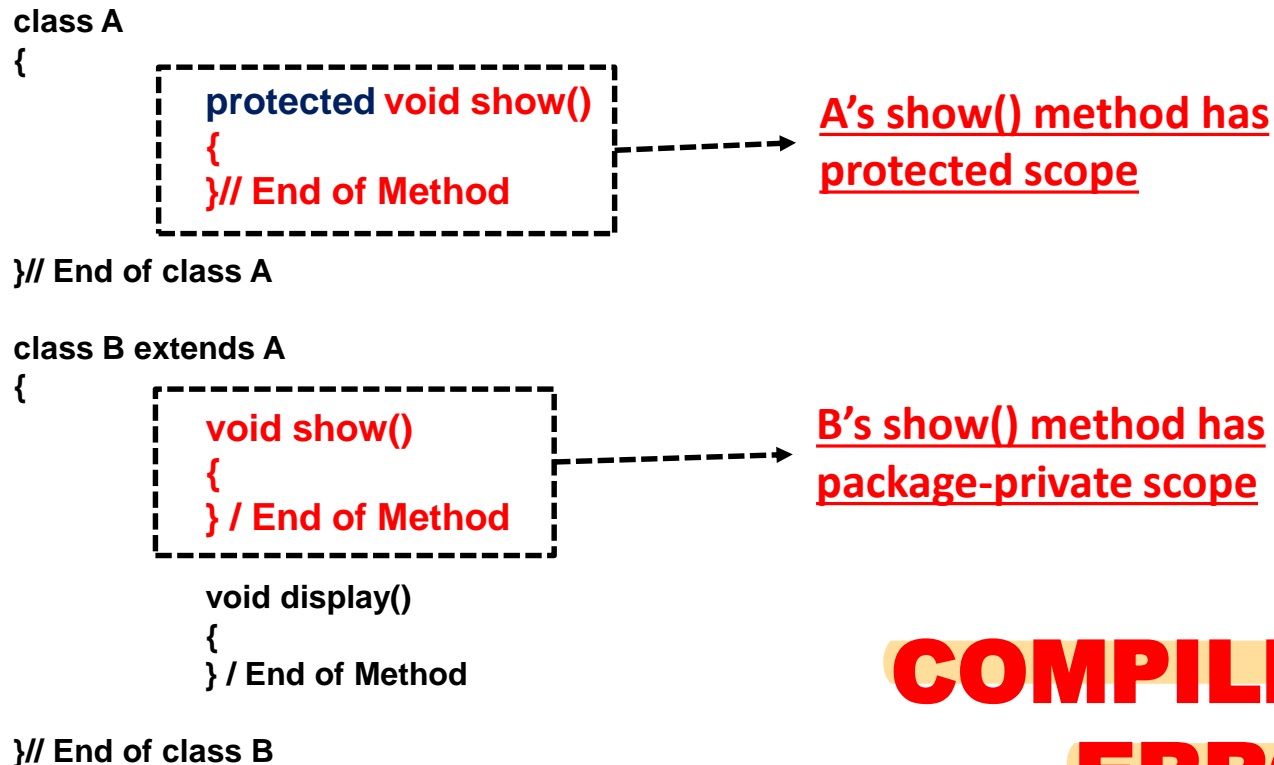 class A
{
protected void show()
{
}// End of Method
A’s show() method has
protected scope
}// End of class A
class B extends A
{
void show()
{
} / End of Method
B’s show() method has
package-private scope
void display()
{
} / End of Method
}// End of class B